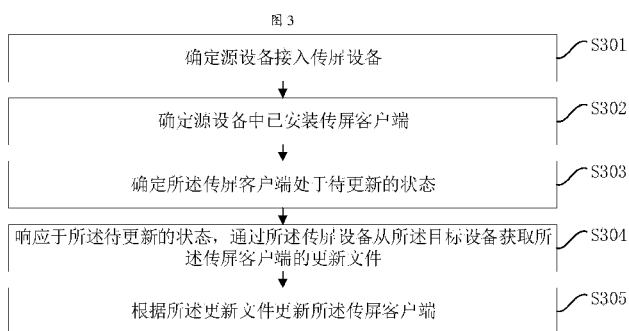 图 3
确定源设备接入传屏设备
S301
确定源设备中已安装传屏客户端
S302
确定所述传屏客户端处于待更新的状态
S303
响应于所述待更新的状态，通过所述传屏设备从所述目标设备获取所
述传屏客户端的更新文件
S304
根据所述更新文件更新所述传屏客户端
S305